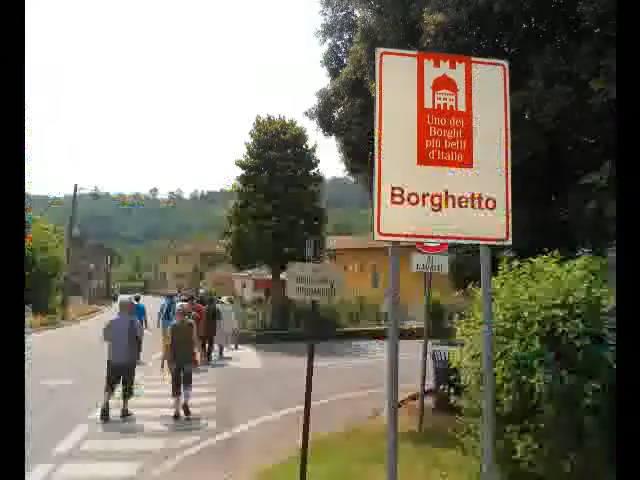 Uno dei
Borghi
più belli
d'Italia
Borghetto